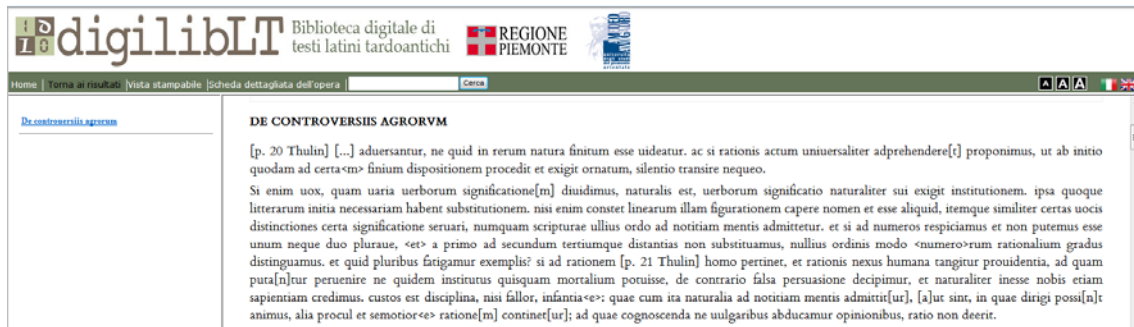 digilibLT
Biblioteca digitale di
testi latini tardoantichi
REGIONE
PIEMONTE
Home | Torna ai risultati |Vista stampabile |Scheda dettagliata dell'opera | Cerca A A A
De controuersiis agrorum
DE CONTROVERSIIS AGRORVM
[p. 20 Thulin] [...] aduersantur, ne quid in rerum natura finitum esse uideatur. ac si rationis actum uniuersaliter adprehendere[t] proponimus, ut ab initio
quodam ad certa<m> finium dispositionem procedit et exigit ornatum, silentio transire nequeo.
Si enim uox, quam uaria uerborum significatione[m] diuidimus, naturalis est, uerborum significatio naturaliter sui exigit institutionem. ipsa quoque
litterarum initia necessariam habent substitutionem. nisi enim constet linearum illam figurationem capere nomen et esse aliquid, itemque similiter certas uocis
distinctiones certa significatione seruari, numquam scripturae ullius ordo ad notitiam mentis admittetur. et si ad numeros respiciamus et non putemus esse
unum neque duo pluraue, <et> a primo ad secundum tertiumque distantias non substituamus, nullius ordinis modo <numero>rum rationalium gradus
distinguamus. et quid pluribus fatigamur exemplis? si ad rationem [p. 21 Thulin] homo pertinet, et rationis nexus humana tangitur prouidentia, ad quam
puta[n]tur peruenire ne quidem institutus quisquam mortalium potuisse, de contrario falsa persuasione decipimur, et naturaliter inesse nobis etiam
sapientiam credimus. custos est disciplina, nisi fallor, infantia<e>: quae cum ita naturalia ad notitiam mentis admittit[ur], [a]ut sint, in quae dirigi possi[n]t
animus, alia procul et semotior<e> ratione[m] continet[ur]; ad quae cognoscenda ne uulgaribus abducamur opinionibus, ratio non deerit.